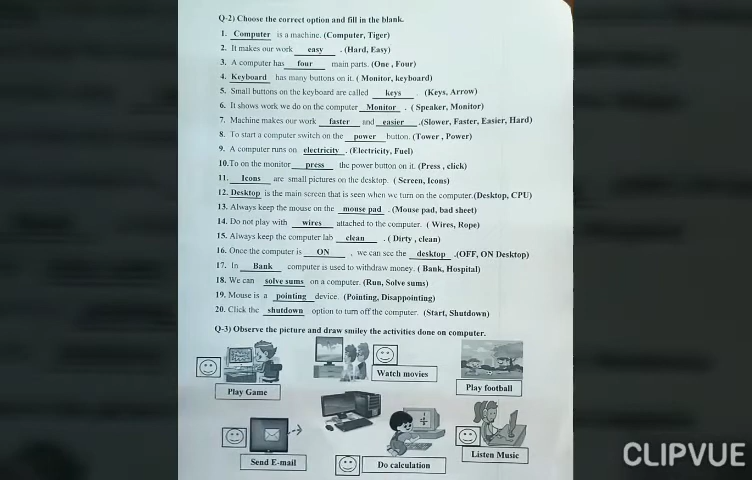 Q-2) Choose the correct option and fill in the blank.
1. Computer is a machine. (Computer, Tiger)
2. It makes our work easy . (Hard, Easy)
3. A computer has four main parts. (One , Four)
4. Keyboard has many buttons on it. ( Monitor, keyboard)
5. Small buttons on the keyboard are called keys (Keys, Arrow)
6. It shows work we do on the computer Monitor . ( Speaker, Monitor)
7. Machine makes our work faster and easier .(Slower, Faster, Easier, Hard)
8. To start a computer switch on the power button. (Tower , Power)
9. A computer runs on electricity . (Electricity, Fuel)
10.To on the monitor press the power button on it. (Press , click)
11. Icons are small pictures on the desktop. ( Screen, Icons)
12. Desktop is the main screen that is seen when we turn on the computer.(Desktop, CPU)
13. Always keep the mouse on the mouse pad . (Mouse pad, bad sheet)
14. Do not play with wires attached to the computer. ( Wires, Rope)
15. Always keep the computer lab clean . ( Dirty , clean)
16. Once the computer is ON , we can see the desktop .(OFF, ON Desktop)
17. In Bank computer is used to withdraw money. ( Bank, Hospital)
18. We can solve sums on a computer. (Run, Solve sums)
19. Mouse is a pointing device. (Pointing, Disappointing)
20. Click the shutdown option to turn off the computer. (Start, Shutdown)
Q-3) Observe the picture and draw smiley the activities done on computer.
Play Game
Watch movies
Play football
Send E-mail
Do calculation
Listen Music
CLIPVUE